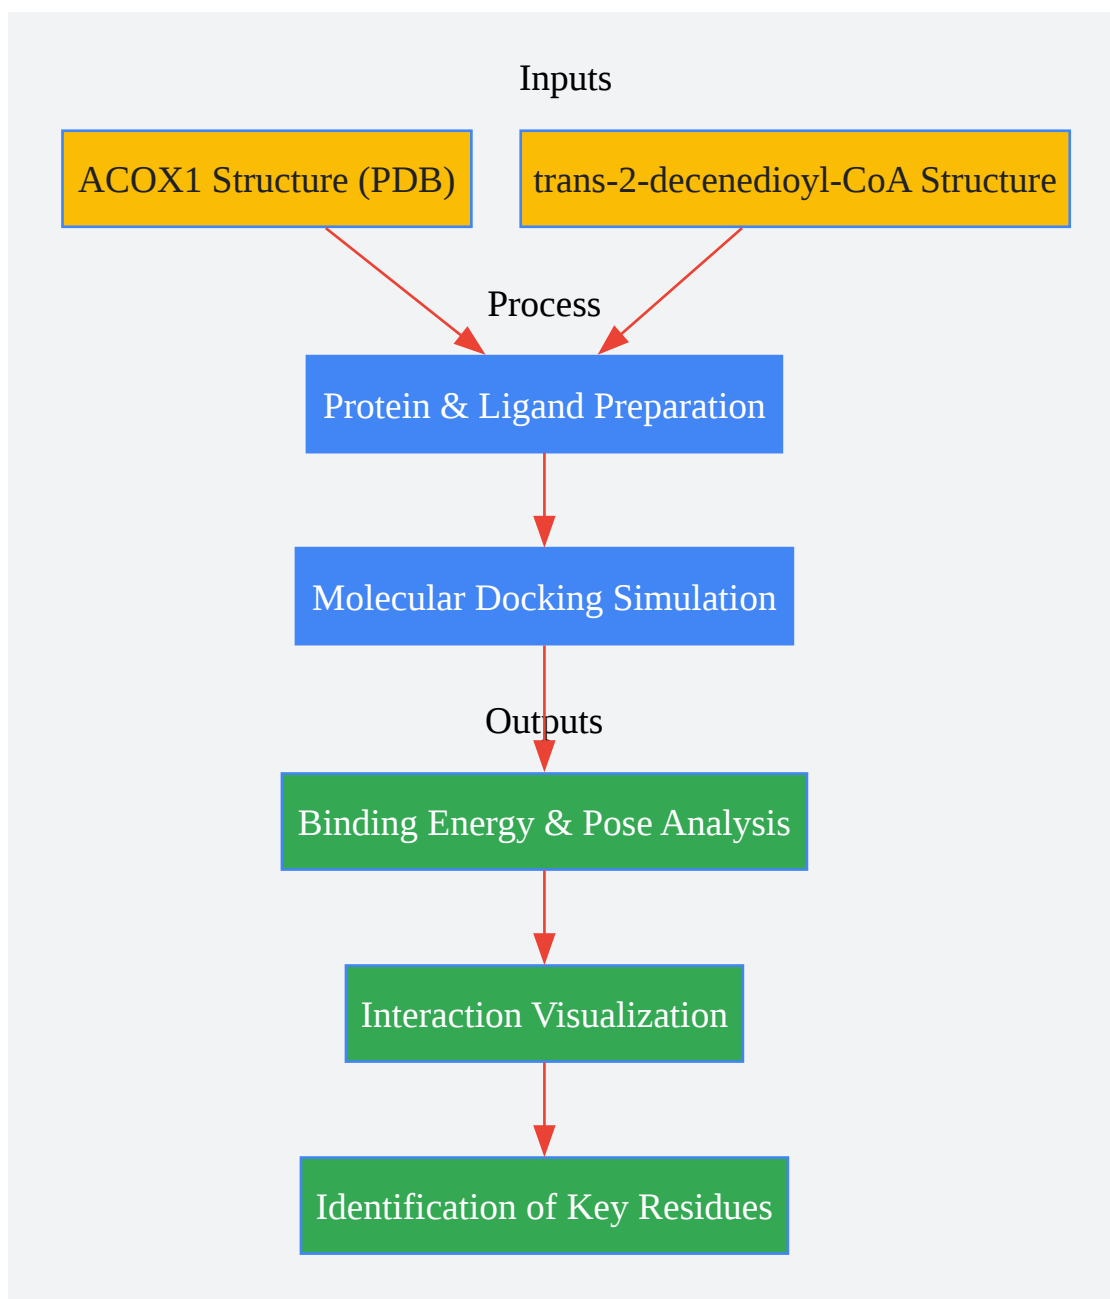 Inputs
ACOX1 Structure (PDB)
trans-2-decenedioyl-CoA Structure
Process
Protein & Ligand Preparation
Molecular Docking Simulation
Outputs
Binding Energy & Pose Analysis
Interaction Visualization
Identification of Key Residues